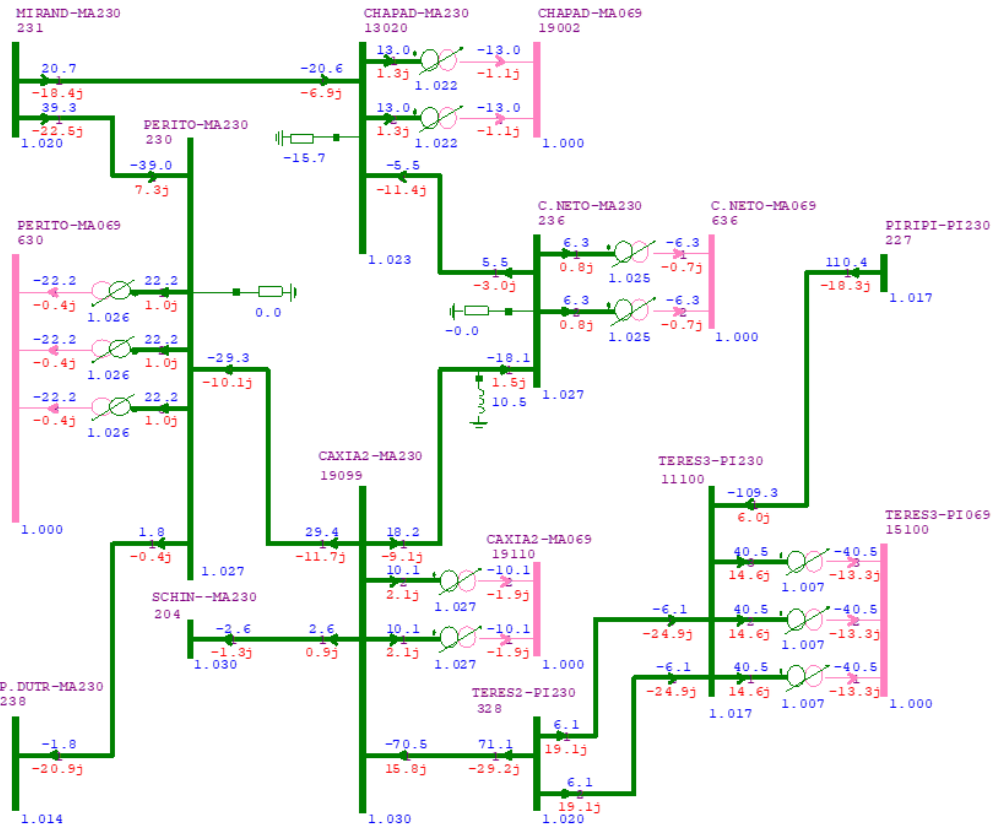 MIRAND-MA230
231
20.7
-18.4j
39.3
-22.5j
1.020
-20.6
-6.9j
CHAPAD-MA230
13020
13.0
1.3j
1.022
-13.0
-1.1j
13.0
1.3j
1.022
-13.0
-1.1j
CHAPAD-MA069
19002
1.000
-15.7
-5.5
-11.4j
1.023
PERITO-MA230
230
-39.0
7.3j
PERITO-MA069
630
-22.2
-0.4j
1.026
22.2
1.0j
-22.2
-0.4j
1.026
22.2
1.0j
-22.2
-0.4j
1.026
22.2
1.0j
1.000
0.0
-29.3
-10.1j
1.8
-0.4j
1.027
C.NETO-MA230
236
6.3
0.8j
1.025
-6.3
-0.7j
6.3
0.8j
1.025
-6.3
-0.7j
C.NETO-MA069
636
1.000
5.5
-3.0j
-0.0
-18.1
1.5j
10.5
1.027
PIRIPI-PI230
227
110.4
-18.3j
1.017
CAXIA2-MA230
19099
29.4
-11.7j
18.2
-9.1j
10.1
2.1j
1.027
-10.1
-1.9j
10.1
2.1j
1.027
-10.1
-1.9j
CAXIA2-MA069
19110
1.000
2.6
0.9j
-70.5
15.8j
1.030
SCHIN--MA230
204
-2.6
-1.3j
1.030
P.DUTR-MA230
238
-1.8
-20.9j
1.014
TERES2-PI230
328
71.1
-29.2j
6.1
19.1j
6.1
19.1j
1.020
TERES3-PI230
11100
-109.3
6.0j
40.5
14.6j
1.007
-40.5
-13.3j
-6.1
-24.9j
40.5
14.6j
1.007
-40.5
-13.3j
-6.1
-24.9j
40.5
14.6j
1.007
-40.5
-13.3j
1.017
TERES3-PI069
15100
1.000